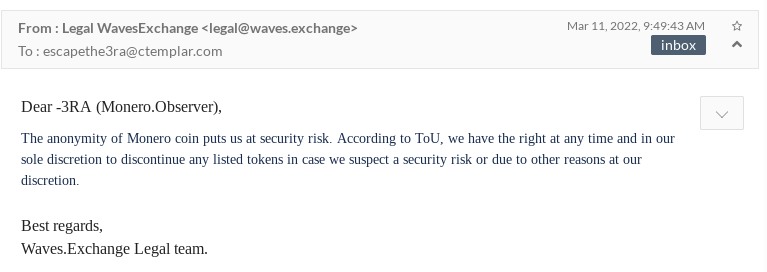 From : Legal WavesExchange <legal@waves.exchange>
Mar 11, 2022, 9:49:43 AM
To : escapethe3ra@ctemplar.com
inbox
Dear -3RA (Monero.Observer),
The anonymity of Monero coin puts us at security risk. According to ToU, we have the right at any time and in our
sole discretion to discontinue any listed tokens in case we suspect a security risk or due to other reasons at our
discretion.
Best regards,
Waves.Exchange Legal team.